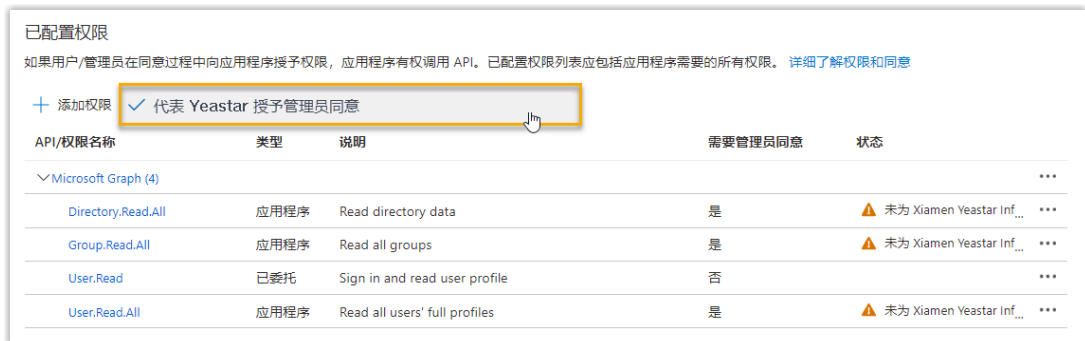 已配置权限
如果用户/管理员在同意过程中向应用程序授予权限，应用程序有权调用 API。已配置权限列表应包括应用程序需要的所有权限。 详细了解权限和同意
添加权限 代表 Yeastar 授予管理员同意
API/权限名称 类型 说明 需要管理员同意 状态
Microsoft Graph (4)
Directory.Read.All 应用程序 Read directory data 是 未为 Xiamen Yeastar Inf...
Group.Read.All 应用程序 Read all groups 是 未为 Xiamen Yeastar Inf...
User.Read 已委托 Sign in and read user profile 否
User.Read.All 应用程序 Read all users' full profiles 是 未为 Xiamen Yeastar Inf...